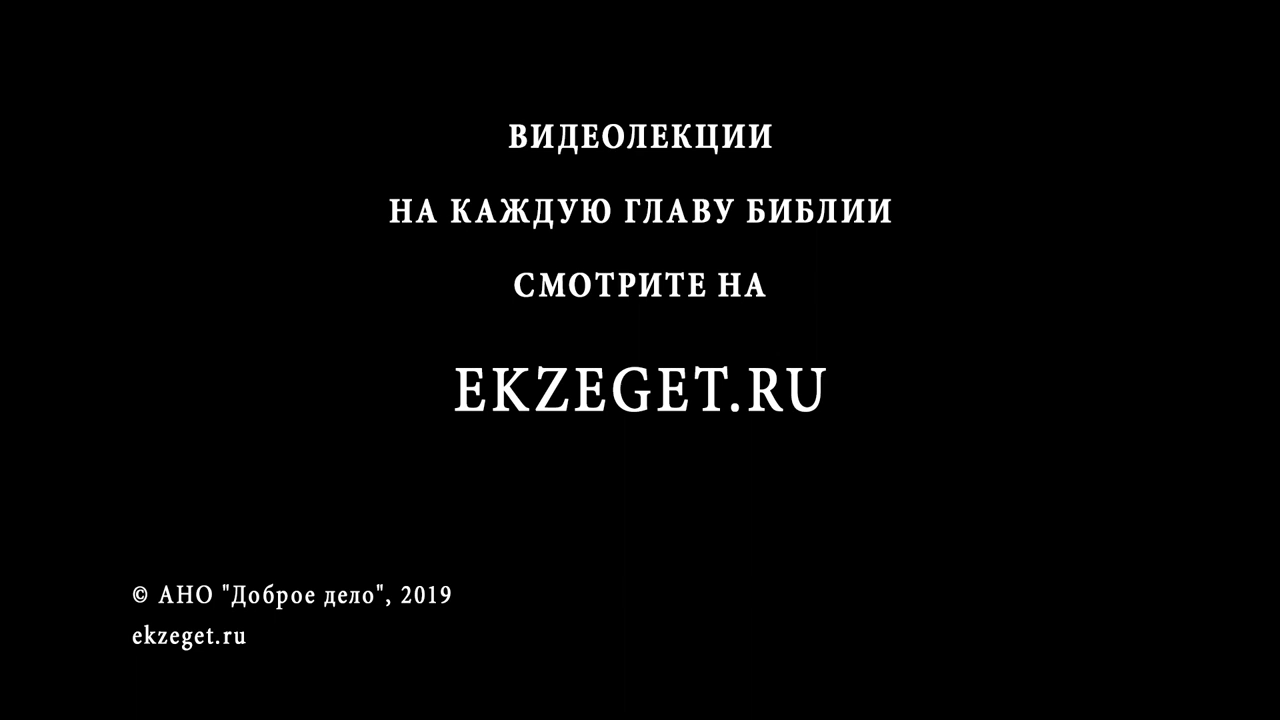 ВИДЕОЛЕКЦИИ
НА КАЖДУЮ ГЛАВУ БИБЛИИ
СМОТРИТЕ НА
EKZEGET.RU
© АНО "Доброе дело", 2019
ekzeget.ru